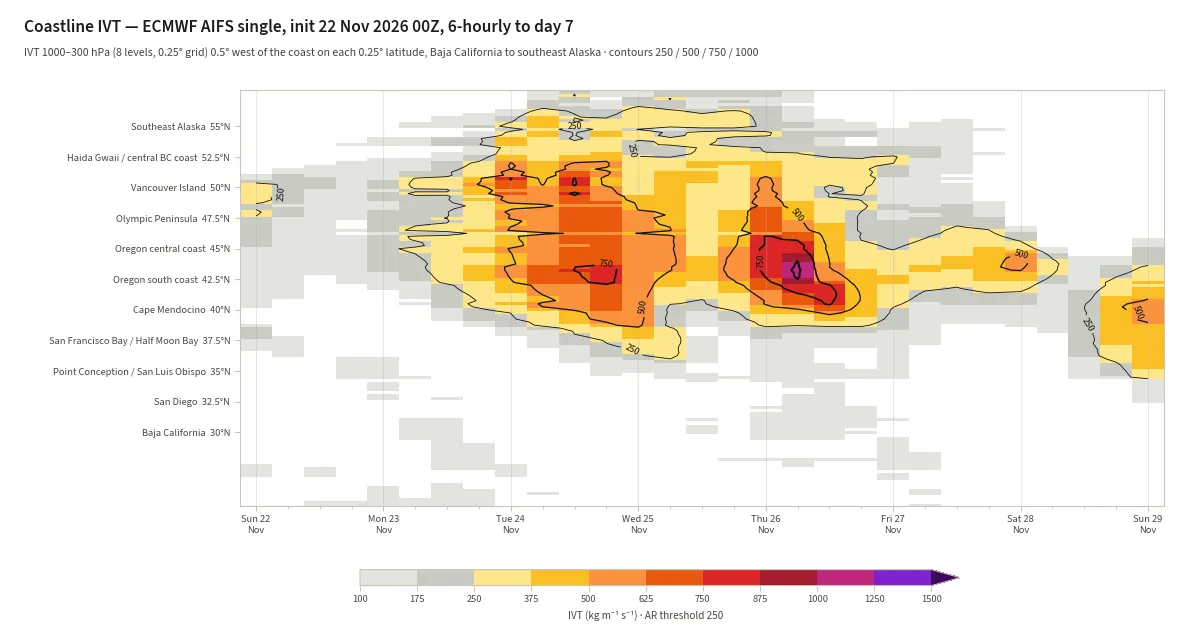 Coastline IVT — ECMWF AIFS single, init 22 Nov 2026 00Z, 6-hourly to day 7
IVT 1000–300 hPa (8 levels, 0.25° grid) 0.5° west of the coast on each 0.25° latitude, Baja California to southeast Alaska · contours 250 / 500 / 750 / 1000
Southeast Alaska 55°N
Haida Gwaii / central BC coast 52.5°N
Vancouver Island 50°N
Olympic Peninsula 47.5°N
Oregon central coast 45°N
Oregon south coast 42.5°N
Cape Mendocino 40°N
San Francisco Bay / Half Moon Bay 37.5°N
Point Conception / San Luis Obispo 35°N
San Diego 32.5°N
Baja California 30°N
250
250
250
500
750
750
500
500
500
250
250
Sun 22 Nov
Mon 23 Nov
Tue 24 Nov
Wed 25 Nov
Thu 26 Nov
Fri 27 Nov
Sat 28 Nov
Sun 29 Nov
100 175 250 375 500 625 750 875 1000 1250 1500
IVT (kg m⁻¹ s⁻¹) · AR threshold 250